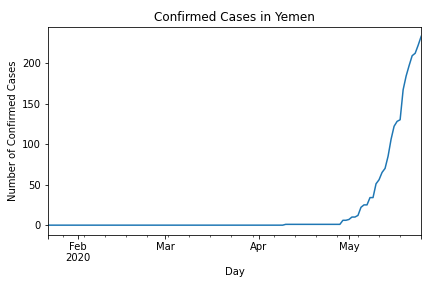 Confirmed Cases in Yemen
Number of Confirmed Cases
200
150
100
50
0
Feb
2020
Mar
Apr
May
Day